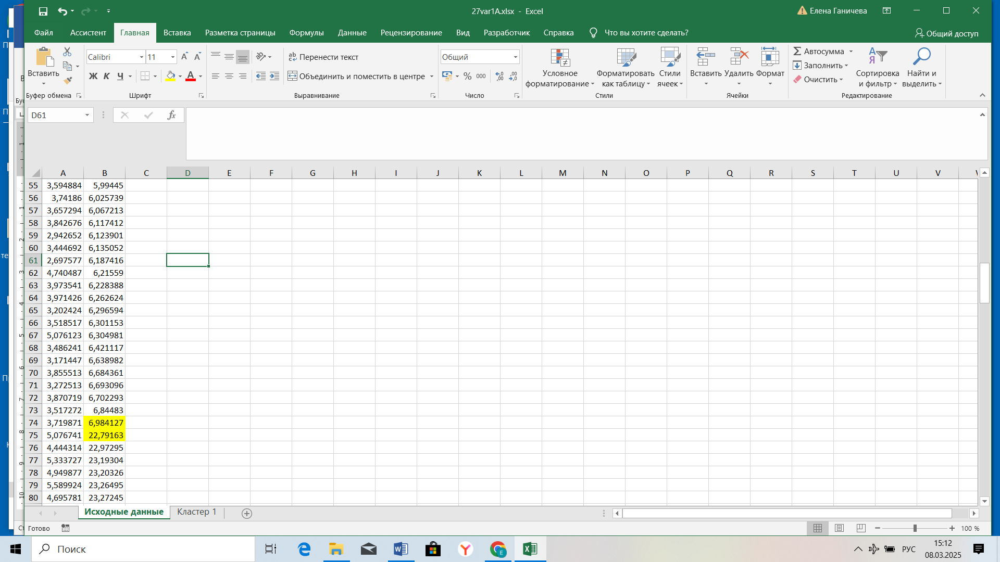 27var1A.xlsx - Excel
Елена Ганичева
Файл Ассистент Главная Вставка Разметка страницы Формулы Данные Рецензирование Вид Разработчик Справка Что вы хотите сделать? Общий доступ
Вставить
Буфер обмена
Calibri 11
Ж К Ч
Шрифт
Перенести текст
Объединить и поместить в центре
Выравнивание
Общий
% 000
Число
Условное форматирование
Форматировать как таблицу
Стили ячеек
Стили
Вставить Удалить Формат
Ячейки
Автосумма
Заполнить
Очистить
Сортировка и фильтр
Найти и выделить
Редактирование
D61
fx
A B C D E F G H I J K L M N O P Q R S T U V
55 3,594884 5,99445
56 3,74186 6,025739
57 3,657294 6,067213
58 3,842676 6,117412
59 2,942652 6,123901
60 3,444692 6,135052
61 2,697577 6,187416
62 4,740487 6,21559
63 3,973541 6,228388
64 3,971426 6,262624
65 3,202424 6,296594
66 3,518517 6,301153
67 5,076123 6,304981
68 3,486241 6,421117
69 3,171447 6,638982
70 3,855513 6,684361
71 3,272513 6,693096
72 3,870719 6,702293
73 3,517272 6,84483
74 3,719871 6,984127
75 5,076741 22,79163
76 4,444314 22,97295
77 5,333727 23,19304
78 4,949877 23,20326
79 5,589924 23,26495
80 4,695781 23,27245
Исходные данные Кластер 1
Готово
100 %
Поиск
РУС
15:12
08.03.2025